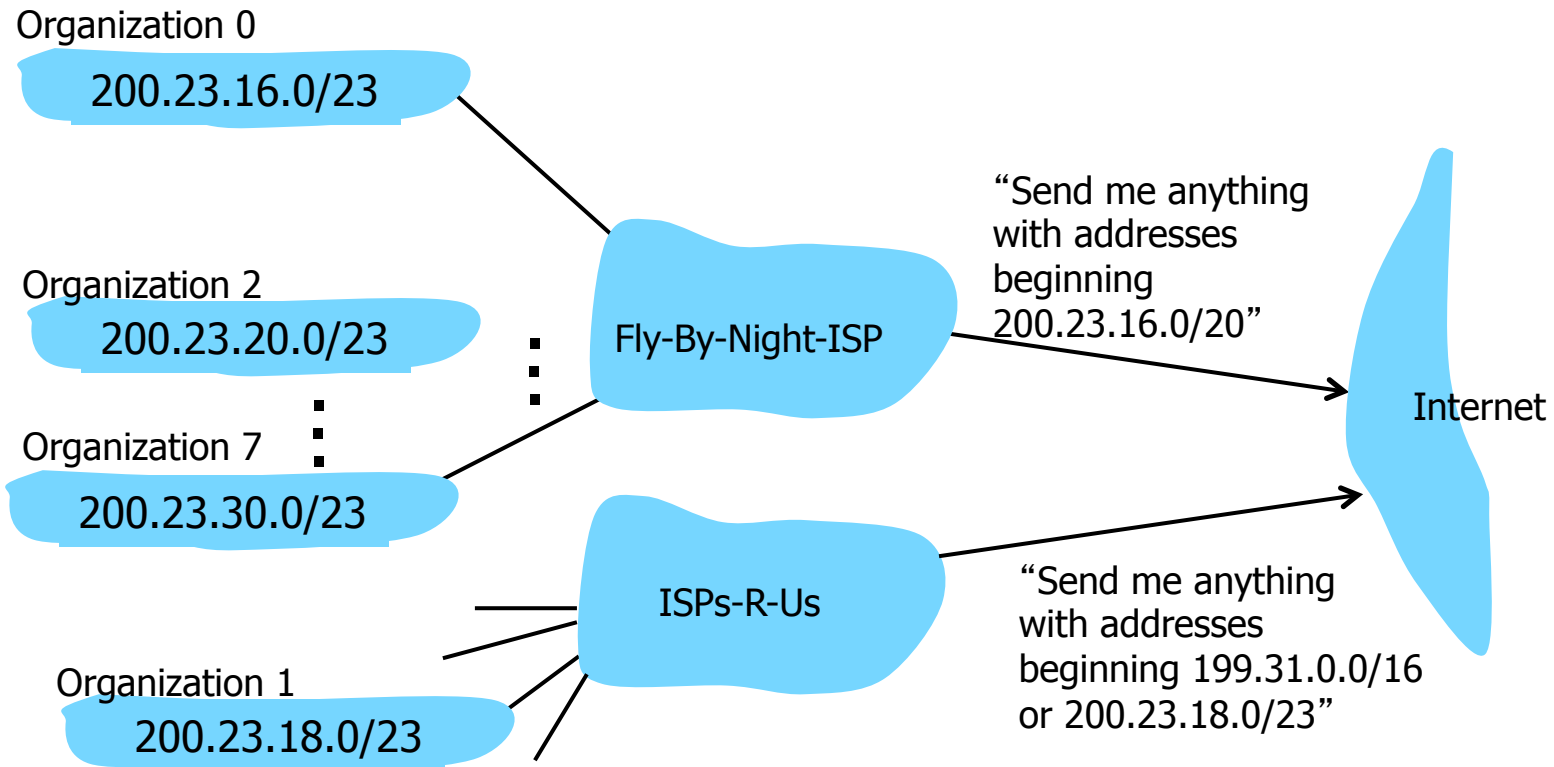 Organization 0
200.23.16.0/23
Organization 2
200.23.20.0/23
Organization 7
200.23.30.0/23
Organization 1
200.23.18.0/23
Fly-By-Night-ISP
ISPs-R-Us
“Send me anything
with addresses
beginning
200.23.16.0/20”
“Send me anything
with addresses
beginning 199.31.0.0/16
or 200.23.18.0/23”
Internet